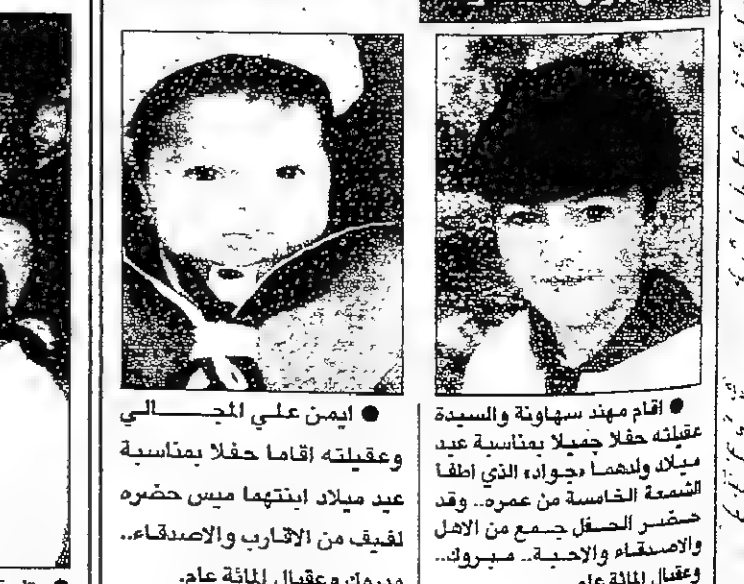 ● اقام مهند سهاونة والسيدة
عقيلته حفلا جميلا بمناسبة عيد
ميلاد ولدهما «جواد» الذي اطفأ
الشمعة الخامسة من عمره.. وقد
حضر الحفل جمع من الاهل
والاصدقاء والاحبة.. مبروك..
وعقبال المائة عام
● ايمن علي المجالي
وعقيلته اقاما حفلا بمناسبة
عيد ميلاد ابنتهما ميس حضره
لفيف من الاقارب والاصدقاء..
مبروك وعقبال المائة عام.